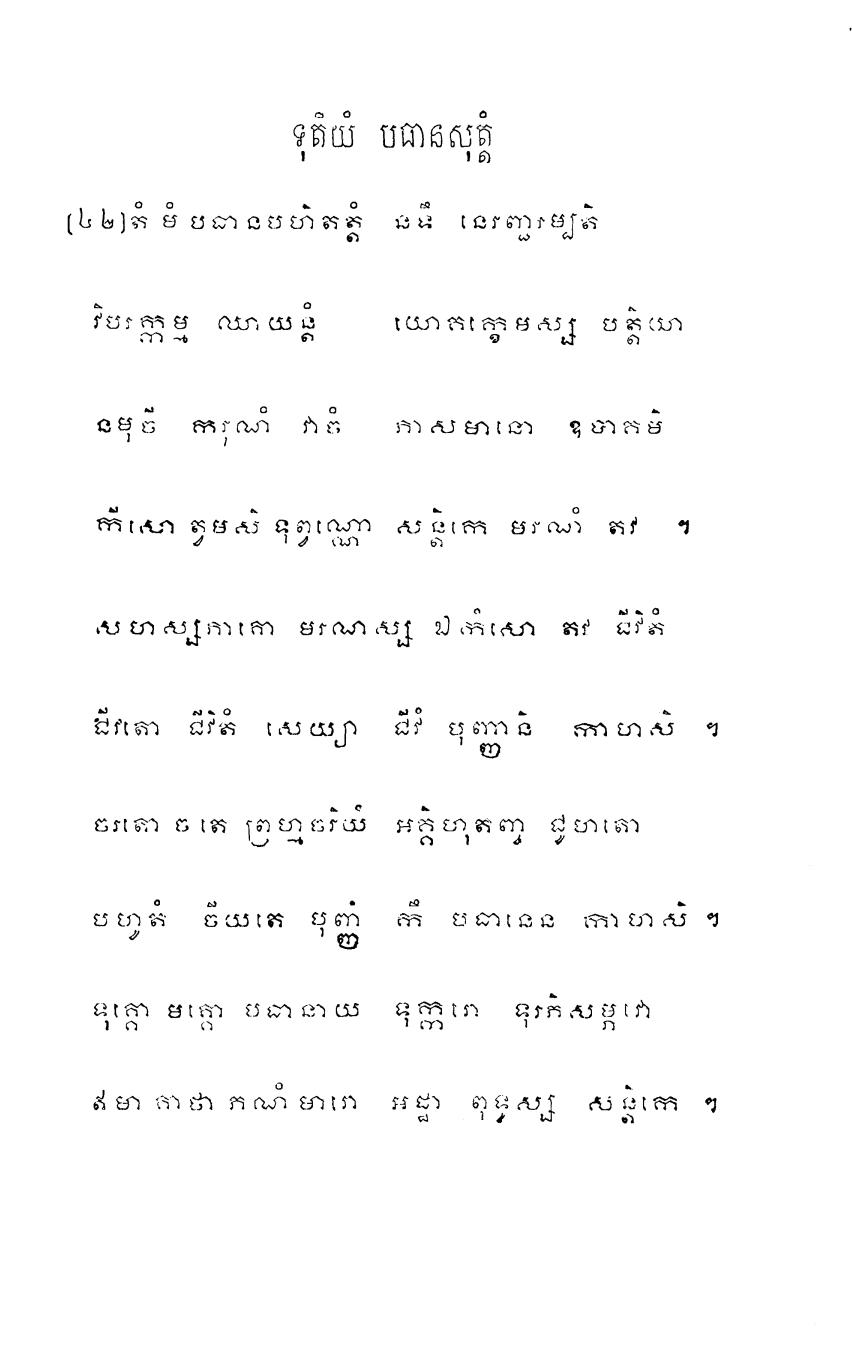 ទុតិយំ បធានសុត្តំ
(៤២) តំ មំ បធានបហិតត្តំ នទឹ នេរញ្ជរម្បតិ
វិបរក្កម្ម ឈាយន្តំ យោគក្ខេមស្ស បត្តិយា
នមុចី ករុណំ វាចំ ភាសមានោ ឧបាគមិ
កីសោ ត្វមសិ ទុព្វណ្ណោ សន្តិកេ មរណំ តវ ។
សហស្សភាគោ មរណស្ស ឯកំសោ តវ ជីវិតំ
ជីវតោ ជីវិតំ សេយ្យោ ជីវំ បុញ្ញានិ កាហសិ ។
ចរតោ ច តេ ព្រហ្មចរិយំ អគ្គិហុតញ្ច ជូហតោ
បហូតំ ចីយតេ បុញ្ញំ កឹ បធានេន កាហសិ ។
ទុគ្គោ មគ្គោ បធានាយ ទុក្ករោ ទុរភិសម្ភវោ
ឥមា គាថា ភណំ មារោ អដ្ឋា ពុទ្ធស្ស សន្តិកេ ។